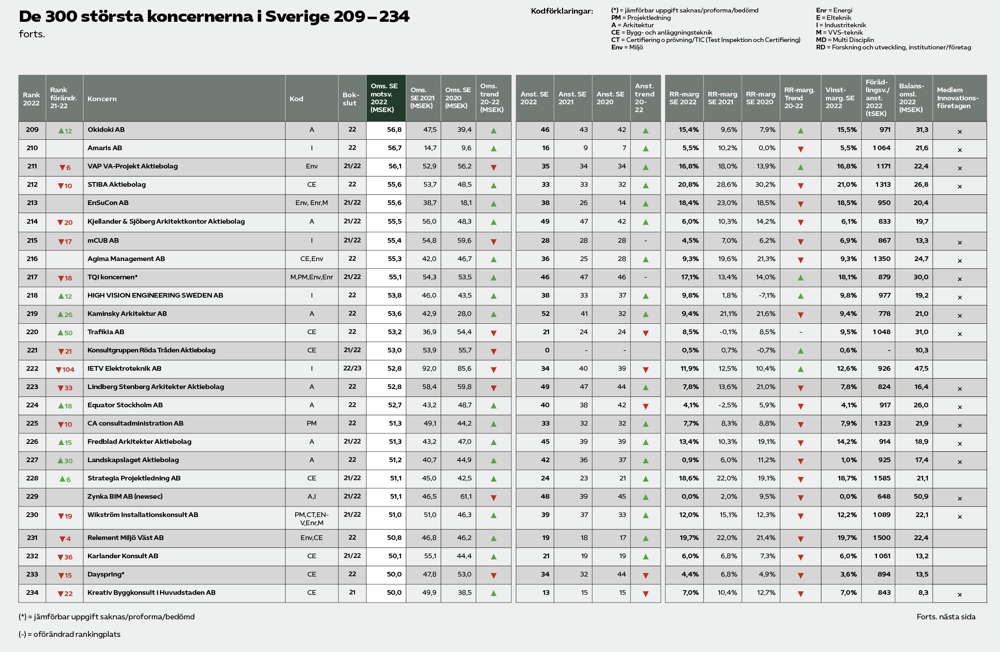 De 300 största koncernerna i Sverige 209–234
forts.
Kodförklaringar:
(*) = jämförbar uppgift saknas/proforma/bedömd
PM = Projektledning
A = Arkitektur
CE = Bygg- och anläggningsteknik
CT = Certifiering o prövning/TIC (Test Inspektion och Certifiering)
Env = Miljö
Enr = Energi
E = Elteknik
I = Industriteknik
M = VVS-teknik
MD = Multi Disciplin
RD = Forskning och utveckling, institutioner/företag
Rank 2022 | Rank förändr. 21-22 | Koncern | Kod | Bok-slut | Oms. SE motsv. 2022 (MSEK) | Oms. SE 2021 (MSEK) | Oms. SE 2020 (MSEK) | Oms. trend 20-22 (MSEK) | Anst. SE 2022 | Anst. SE 2021 | Anst. SE 2020 | Anst. trend 20-22 | RR-marg SE 2022 | RR-marg SE 2021 | RR-marg SE 2020 | RR-marg. Trend 20-22 | Vinst-marg. SE 2022 | Föräd-lingsv./anst. 2022 (tSEK) | Balans-omsl. 2022 (MSEK) | Medlem Innovations-företagen
209 ▲12 Okidoki AB A 22 56,8 47,5 39,4 ▲ 46 43 42 ▲ 15,4% 9,6% 7,9% ▲ 15,5% 971 31,3 ×
210 Amaris AB I 22 56,7 14,7 9,6 ▲ 16 9 7 ▲ 5,5% 10,2% 0,0% ▼ 5,5% 1 064 21,6 ×
211 ▼6 VAP VA-Projekt Aktiebolag Env 21/22 56,1 52,9 56,2 ▼ 35 34 34 ▲ 16,8% 18,0% 13,9% ▲ 16,8% 1 171 22,4 ×
212 ▼10 STIBA Aktiebolag CE 22 55,6 53,7 48,5 ▲ 33 33 32 ▲ 20,8% 28,6% 30,2% ▼ 21,0% 1 313 26,8 ×
213 EnSuCon AB Env, Enr,M 21/22 55,6 38,7 18,1 ▲ 38 26 14 ▲ 18,4% 23,0% 18,5% ▼ 18,5% 950 20,4
214 ▼20 Kjellander & Sjöberg Arkitektkontor Aktiebolag A 21/22 55,5 56,0 48,3 ▲ 49 47 42 ▲ 6,0% 10,3% 14,2% ▼ 6,1% 833 19,7
215 ▼17 mCUB AB I 21/22 55,4 54,8 59,6 ▼ 28 28 28 - 4,5% 7,0% 6,2% ▼ 6,9% 867 13,3 ×
216 Agima Management AB CE,Env 22 55,3 42,0 46,7 ▲ 36 25 28 ▲ 9,3% 19,6% 21,3% ▼ 9,3% 1 350 24,7 ×
217 ▼18 TQI koncernen* M,PM,Env,Enr 21/22 55,1 54,3 53,5 ▲ 46 47 46 - 17,1% 13,4% 14,0% ▲ 18,1% 879 30,0 ×
218 ▲12 HIGH VISION ENGINEERING SWEDEN AB I 22 53,8 46,0 43,5 ▲ 38 33 37 ▲ 9,8% 1,8% -7,1% ▲ 9,8% 977 19,2 ×
219 ▲26 Kaminsky Arkitektur AB A 22 53,6 42,9 28,0 ▲ 52 41 32 ▲ 9,4% 21,1% 21,6% ▼ 9,4% 778 21,0 ×
220 ▲50 Trafikia AB CE 22 53,2 36,9 54,4 ▼ 21 24 24 ▼ 8,5% -0,1% 8,5% - 9,5% 1 048 31,0 ×
221 ▼21 Konsultgruppen Röda Tråden Aktiebolag CE 21/22 53,0 53,9 55,7 ▼ 0 - - 0,5% 0,7% -0,7% ▲ 0,6% - 10,3
222 ▼104 IETV Elektroteknik AB I 22/23 52,8 92,0 85,6 ▼ 34 40 39 ▼ 11,9% 12,5% 10,4% ▲ 12,6% 926 47,5
223 ▼33 Lindberg Stenberg Arkitekter Aktiebolag A 22 52,8 58,4 59,8 ▼ 49 47 44 ▲ 7,8% 13,6% 21,0% ▼ 7,8% 824 16,4 ×
224 ▲18 Equator Stockholm AB A 22 52,7 43,2 48,7 ▲ 40 38 42 ▼ 4,1% -2,5% 5,9% ▼ 4,1% 917 26,0 ×
225 ▼10 CA consultadministration AB PM 22 51,3 49,1 44,2 ▲ 33 32 32 ▲ 7,7% 8,3% 8,8% ▼ 7,9% 1 323 21,9 ×
226 ▲15 Fredblad Arkitekter Aktiebolag A 21/22 51,3 43,2 47,0 ▲ 45 39 39 ▲ 13,4% 10,3% 19,1% ▼ 14,2% 914 18,9 ×
227 ▲30 Landskapslaget Aktiebolag A 22 51,2 40,7 44,9 ▲ 42 36 37 ▲ 0,9% 6,0% 11,2% ▼ 1,0% 925 17,4 ×
228 ▲6 Strategia Projektledning AB CE 21/22 51,1 45,0 42,5 ▲ 24 23 21 ▲ 18,6% 22,0% 19,1% ▼ 18,7% 1 585 21,1
229 Zynka BIM AB (newsec) A,I 21/22 51,1 46,5 61,1 ▼ 48 39 45 ▲ 0,0% 2,0% 9,5% ▼ 0,0% 648 50,9 ×
230 ▼19 Wikström Installationskonsult AB PM,CT,EN-V,Enr,M 21/22 51,0 51,0 46,3 ▲ 39 37 33 ▲ 12,0% 15,1% 12,3% ▼ 12,2% 1 089 22,1 ×
231 ▼4 Relement Miljö Väst AB Env,CE 22 50,8 46,8 46,2 ▲ 19 18 17 ▲ 19,7% 22,0% 21,4% ▼ 19,7% 1 500 22,4
232 ▼36 Karlander Konsult AB CE 21/22 50,1 55,1 44,4 ▲ 21 19 19 ▲ 6,0% 6,8% 7,3% ▼ 6,0% 1 061 13,2
233 ▼15 Dayspring* CE 22 50,0 47,8 53,0 ▼ 34 32 44 ▼ 4,4% 6,8% 4,9% ▼ 3,6% 894 13,5
234 ▼22 Kreativ Byggkonsult i Huvudstaden AB CE 21 50,0 49,9 38,5 ▲ 13 15 15 ▼ 7,0% 10,4% 12,7% ▼ 7,0% 843 8,3 ×
(*) = jämförbar uppgift saknas/proforma/bedömd
Forts. nästa sida
(-) = oförändrad rankingplats